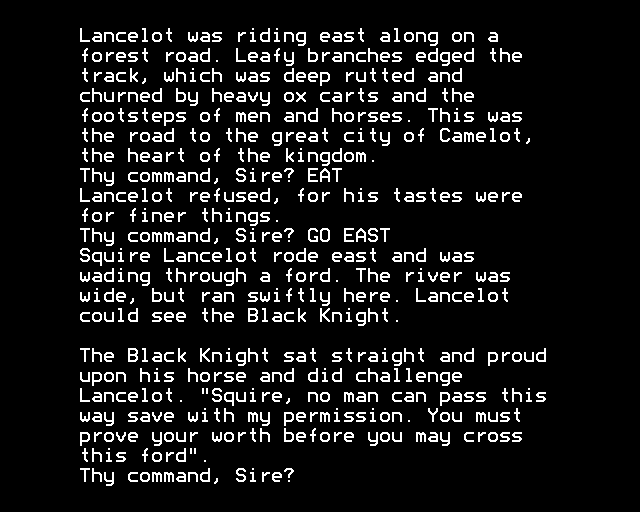 Lancelot was riding east along on a
forest road. Leafy branches edged the
track, which was deep rutted and
churned by heavy ox carts and the
footsteps of men and horses. This was
the road to the great city of Camelot,
the heart of the kingdom.
Thy command, Sire? EAT
Lancelot refused, for his tastes were
for finer things.
Thy command, Sire? GO EAST
Squire Lancelot rode east and was
wading through a ford. The river was
wide, but ran swiftly here. Lancelot
could see the Black Knight.
The Black Knight sat straight and proud
upon his horse and did challenge
Lancelot. "Squire, no man can pass this
way save with my permission. You must
prove your worth before you may cross
this ford".
Thy command, Sire?